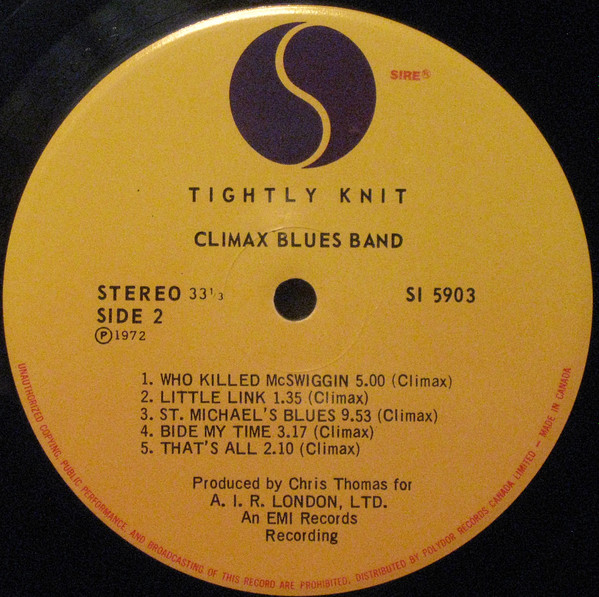 SIRE®
TIGHTLY KNIT
CLIMAX BLUES BAND
STEREO 33 1/3
SI 5903
SIDE 2
Ⓟ1972
1. WHO KILLED McSWIGGIN 5.00 (Climax)
2. LITTLE LINK 1.35 (Climax)
3. ST. MICHAEL'S BLUES 9.53 (Climax)
4. BIDE MY TIME 3.17 (Climax)
5. THAT'S ALL 2.10 (Climax)
Produced by Chris Thomas for
A. I. R. LONDON, LTD.
An EMI Records
Recording
UNAUTHORIZED COPYING, PUBLIC PERFORMANCE AND BROADCASTING OF THIS RECORD ARE PROHIBITED, DISTRIBUTED BY POLYDOR RECORDS CANADA LIMITED – MADE IN CANADA